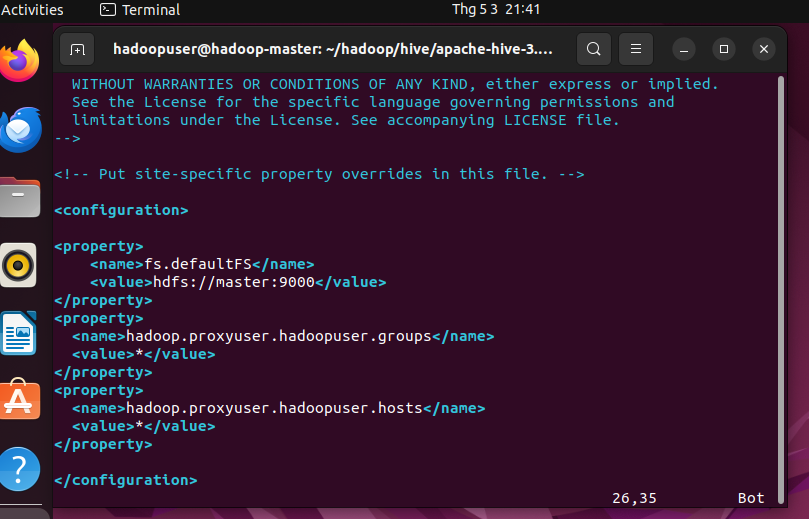 Activities
Terminal
Thg 5 3 21:41
hadoopuser@hadoop-master: ~/hadoop/hive/apache-hive-3....
WITHOUT WARRANTIES OR CONDITIONS OF ANY KIND, either express or implied.
See the License for the specific language governing permissions and
limitations under the License. See accompanying LICENSE file.
-->
<!-- Put site-specific property overrides in this file. -->
<configuration>
<property>
<name>fs.defaultFS</name>
<value>hdfs://master:9000</value>
</property>
<property>
<name>hadoop.proxyuser.hadoopuser.groups</name>
<value>*</value>
</property>
<property>
<name>hadoop.proxyuser.hadoopuser.hosts</name>
<value>*</value>
</property>
</configuration>
26,35 Bot